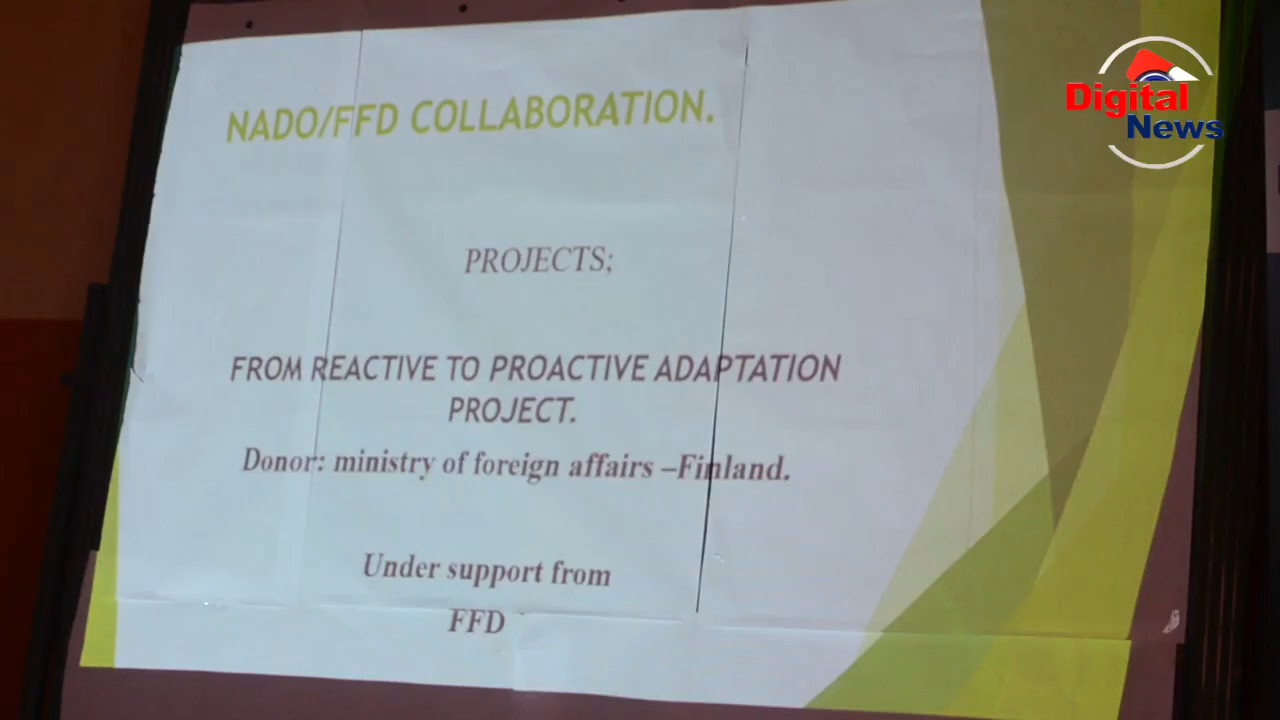 NADO/FFD COLLABORATION.
PROJECTS;
FROM REACTIVE TO PROACTIVE ADAPTATION
PROJECT.
Donor: ministry of foreign affairs –Finland.
Under support from
FFD
Digital
News